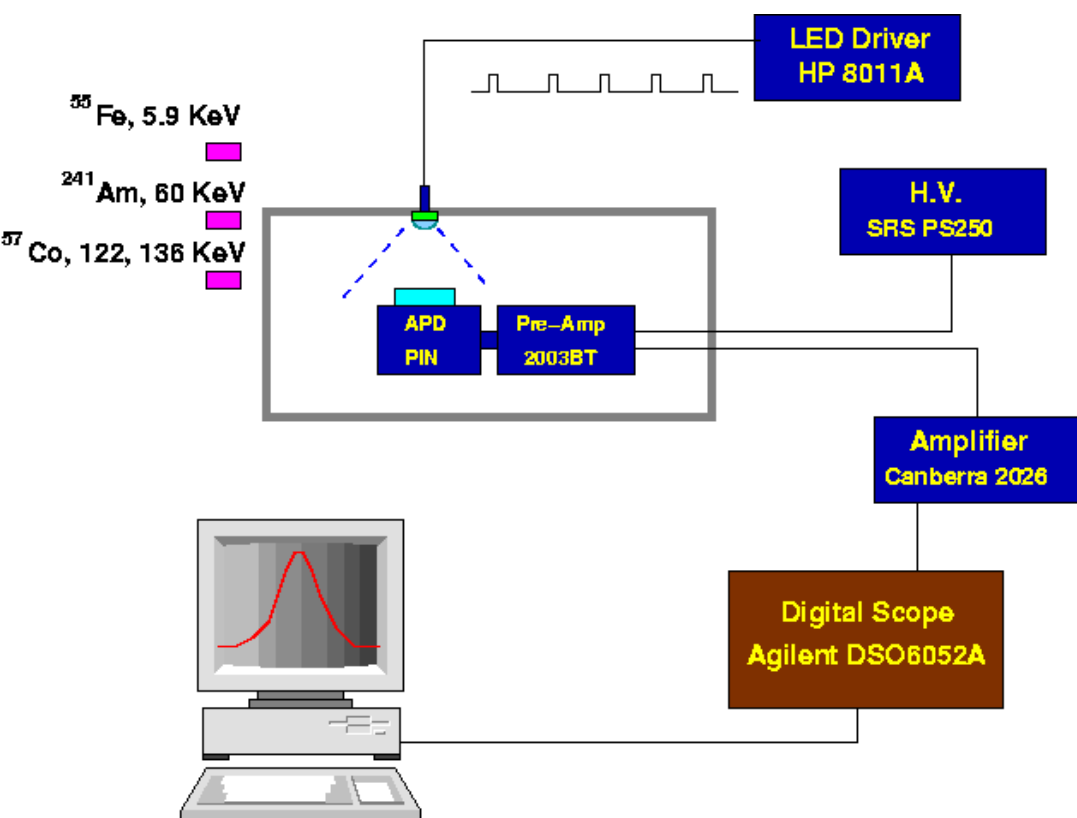 LED Driver
HP 8011A
55Fe, 5.9 KeV
241Am, 60 KeV
57Co, 122, 136 KeV
H.V.
SRS PS250
APD
PIN
Pre-Amp
2003BT
Amplifier
Canberra 2026
Digital Scope
Agilent DSO6052A